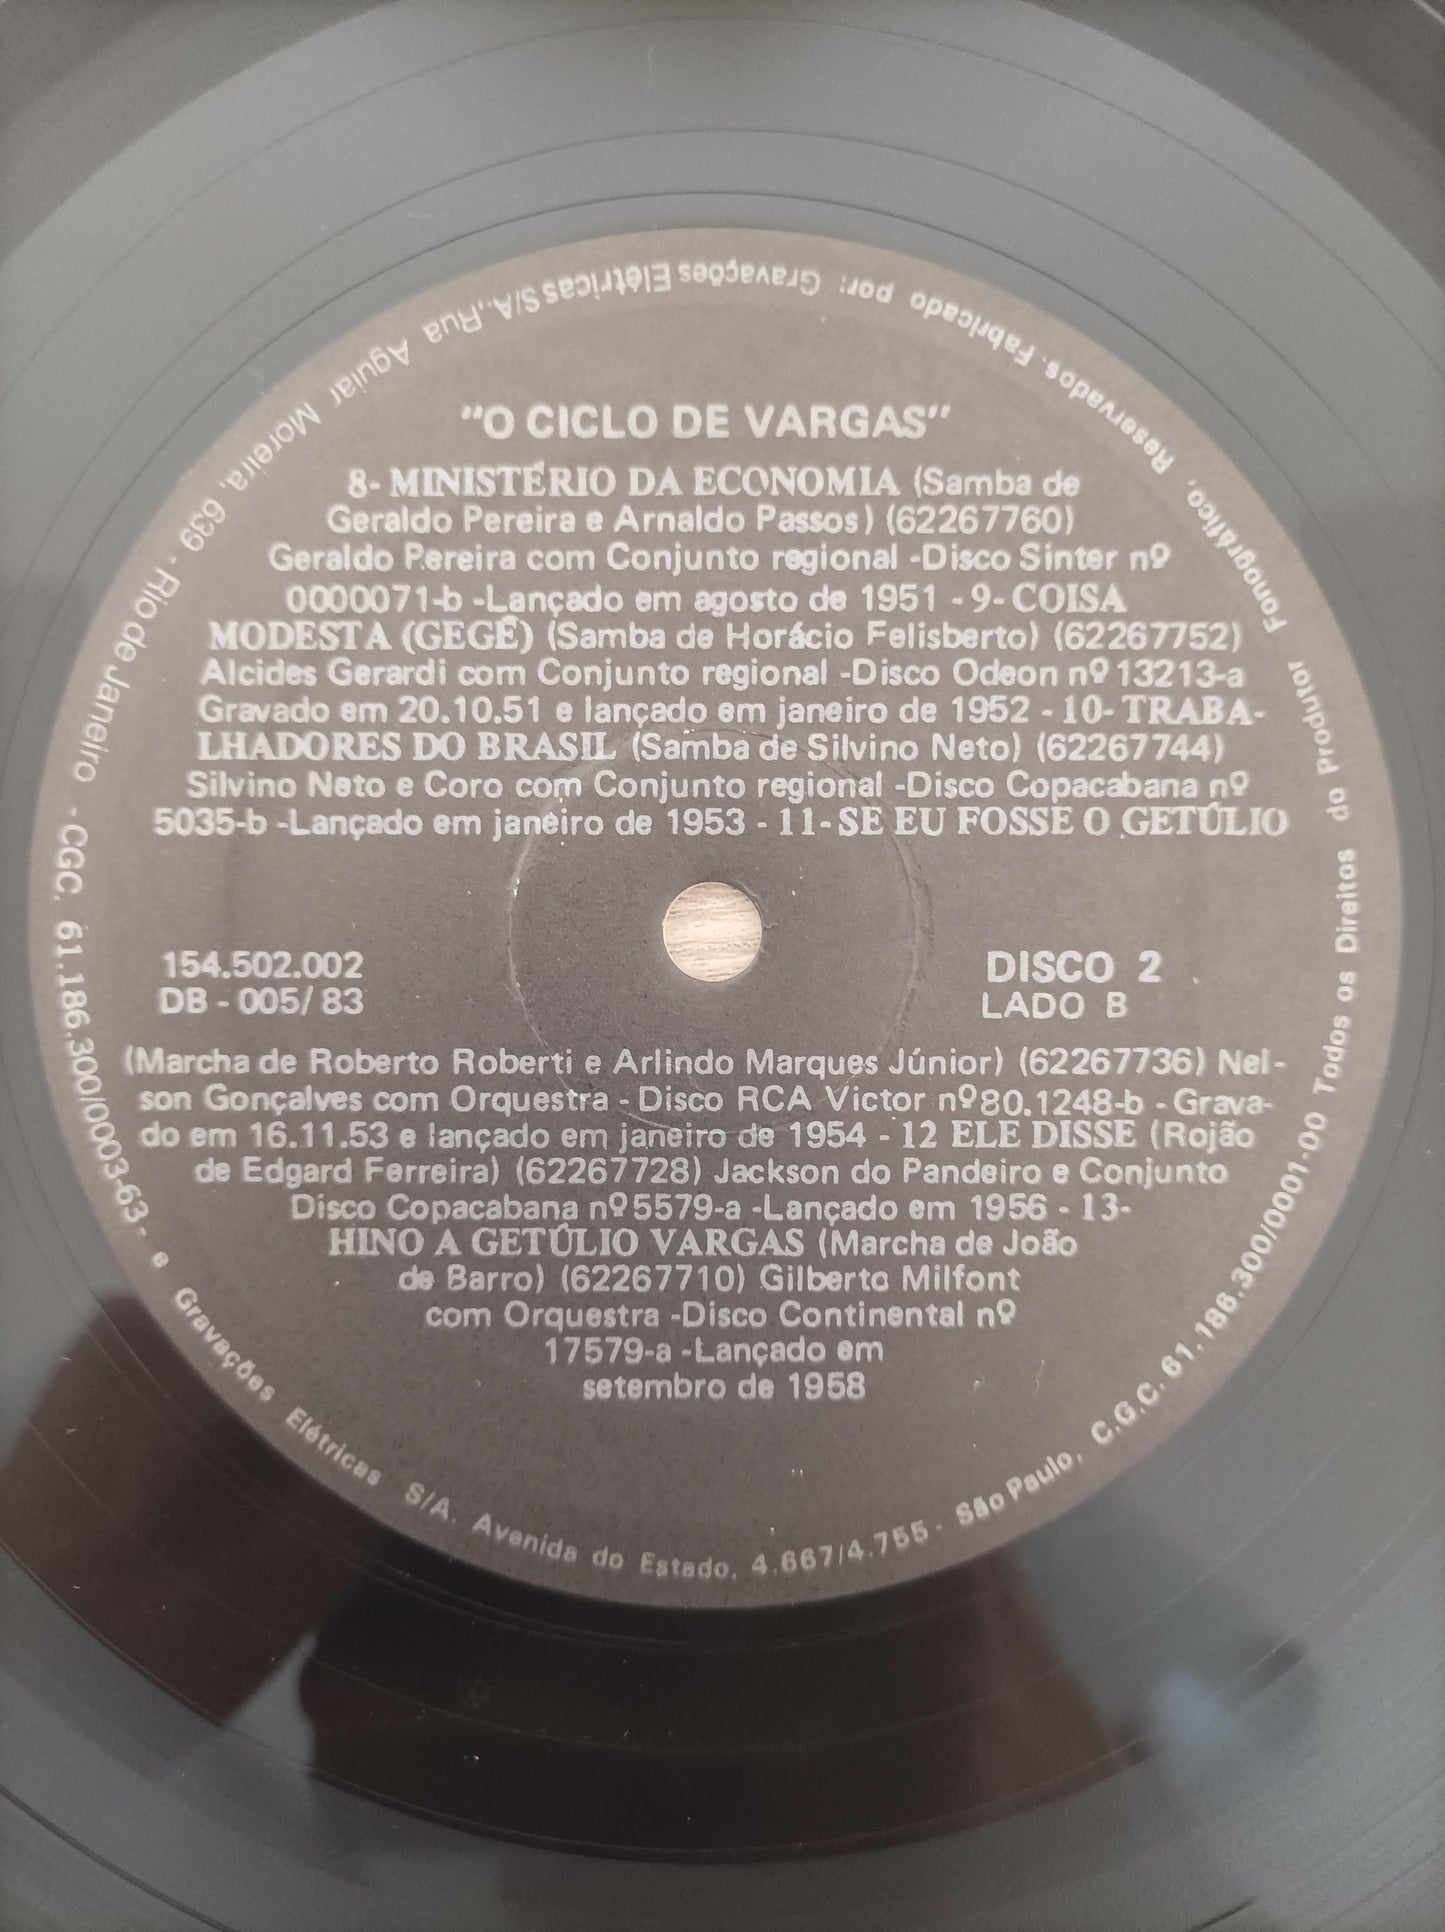 "O CICLO DE VARGAS"
8- MINISTÉRIO DA ECONOMIA (Samba de
Geraldo Pereira e Arnaldo Passos) (62267760)
Geraldo Pereira com Conjunto regional -Disco Sinter nº
0000071-b -Lançado em agosto de 1951 - 9- COISA
MODESTA (GEGÊ) (Samba de Horácio Felisberto) (62267752)
Alcides Gerardi com Conjunto regional -Disco Odeon nº 13213-a
Gravado em 20.10.51 e lançado em janeiro de 1952 - 10- TRABA-
LHADORES DO BRASIL (Samba de Silvino Neto) (62267744)
Silvino Neto e Coro com Conjunto regional -Disco Copacabana nº
5035-b -Lançado em janeiro de 1953 - 11- SE EU FOSSE O GETÚLIO
154.502.002
DB - 005/83
DISCO 2
LADO B
(Marcha de Roberto Roberti e Arlindo Marques Júnior) (62267736) Nel-
son Gonçalves com Orquestra - Disco RCA Victor nº 80.1248-b - Grava-
do em 16.11.53 e lançado em janeiro de 1954 - 12 ELE DISSE (Rojão
de Edgard Ferreira) (62267728) Jackson do Pandeiro e Conjunto
Disco Copacabana nº 5579-a -Lançado em 1956 - 13-
HINO A GETÚLIO VARGAS (Marcha de João
de Barro) (62267710) Gilberto Milfont
com Orquestra -Disco Continental nº
17579-a -Lançado em
setembro de 1958
Todos os Direitos do Produtor Fonográfico, Reservados. Fabricado por: Gravações Elétricas S/A., Rua Aguiar Moreira, 639 - Rio de Janeiro - CGC. 61.186.300/0003-63 - e Gravações Elétricas S/A. Avenida do Estado, 4.667/4.755 - São Paulo, C.G.C. 61.186.300/0001-00